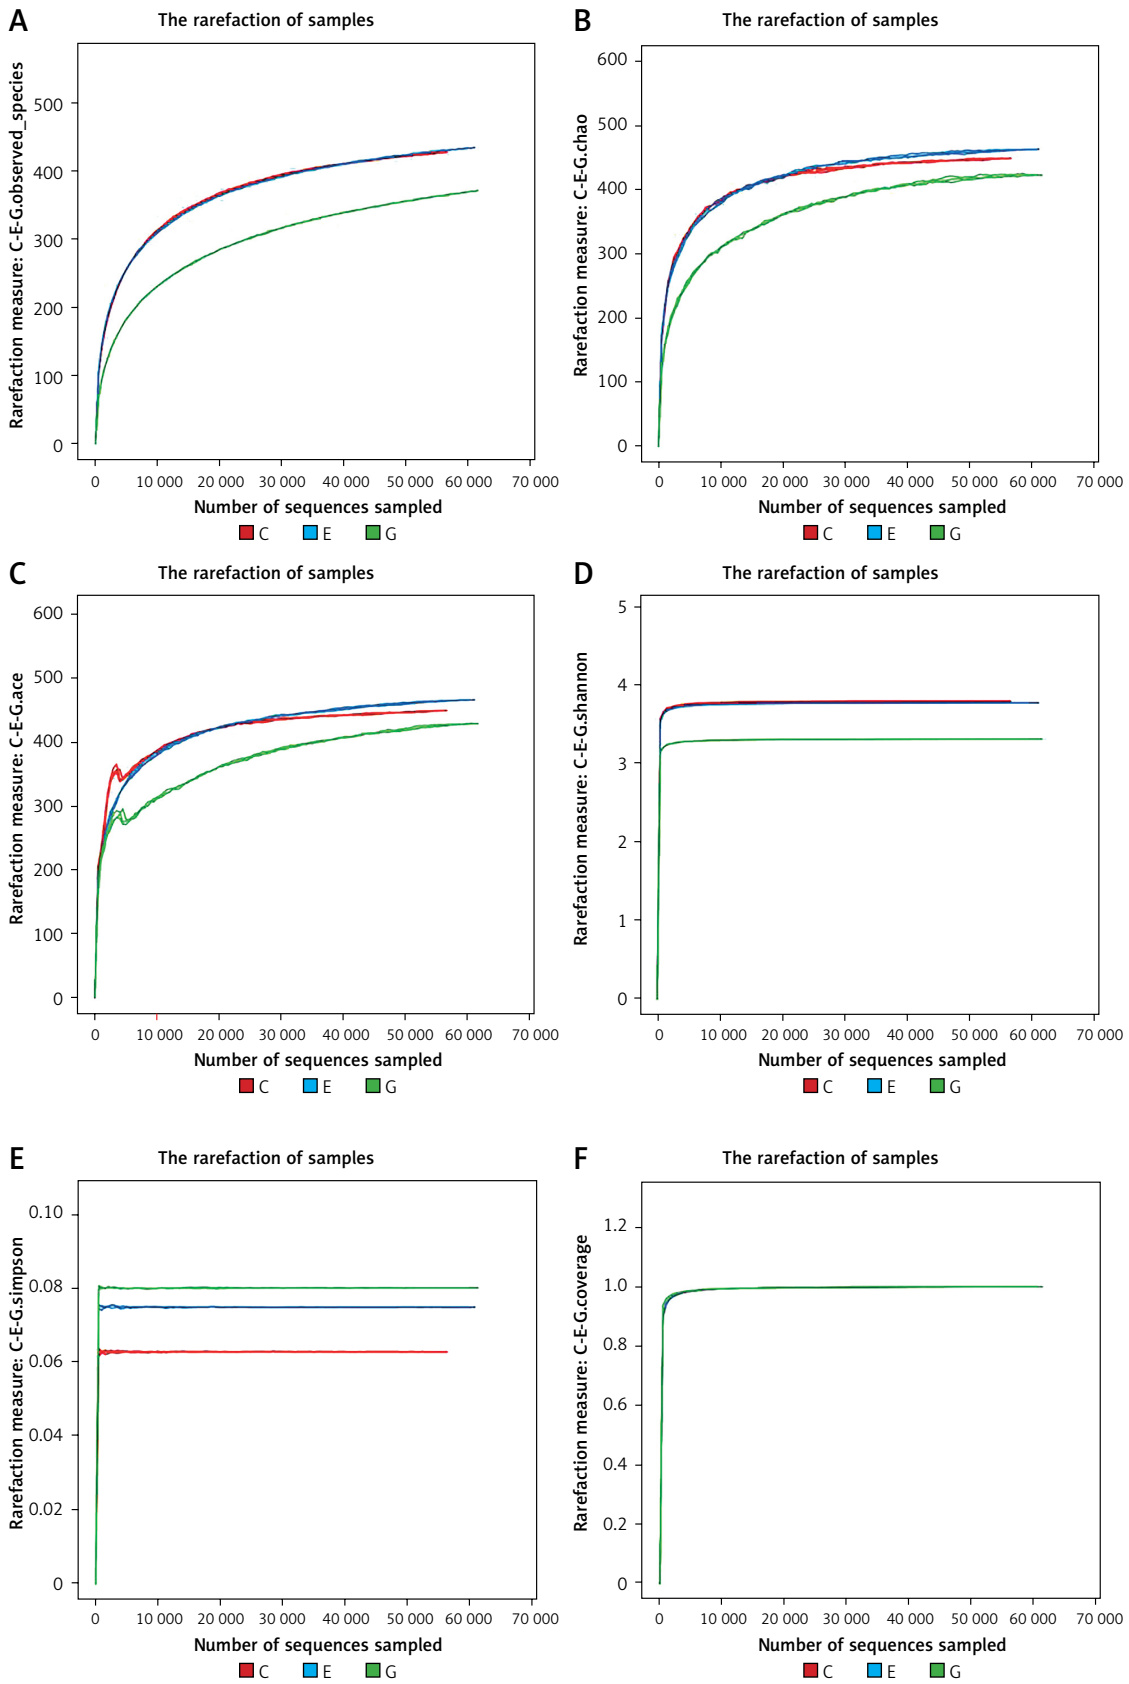 A
The rarefaction of samples
Rarefaction measure: C-E-G.observed_species
500
400
300
200
100
0
0 10 000 20 000 30 000 40 000 50 000 60 000 70 000
Number of sequences sampled
C E G
B
The rarefaction of samples
Rarefaction measure: C-E-G.chao
600
500
400
300
200
100
0
0 10 000 20 000 30 000 40 000 50 000 60 000 70 000
Number of sequences sampled
C E G
C
The rarefaction of samples
Rarefaction measure: C-E-G.ace
600
500
400
300
200
100
0
0 10 000 20 000 30 000 40 000 50 000 60 000 70 000
Number of sequences sampled
C E G
D
The rarefaction of samples
Rarefaction measure: C-E-G.shannon
5
4
3
2
1
0
0 10 000 20 000 30 000 40 000 50 000 60 000 70 000
Number of sequences sampled
C E G
E
The rarefaction of samples
Rarefaction measure: C-E-G.simpson
0.10
0.08
0.06
0.04
0.02
0
0 10 000 20 000 30 000 40 000 50 000 60 000 70 000
Number of sequences sampled
C E G
F
The rarefaction of samples
Rarefaction measure: C-E-G.coverage
1.2
1.0
0.8
0.6
0.4
0.2
0
0 10 000 20 000 30 000 40 000 50 000 60 000 70 000
Number of sequences sampled
C E G